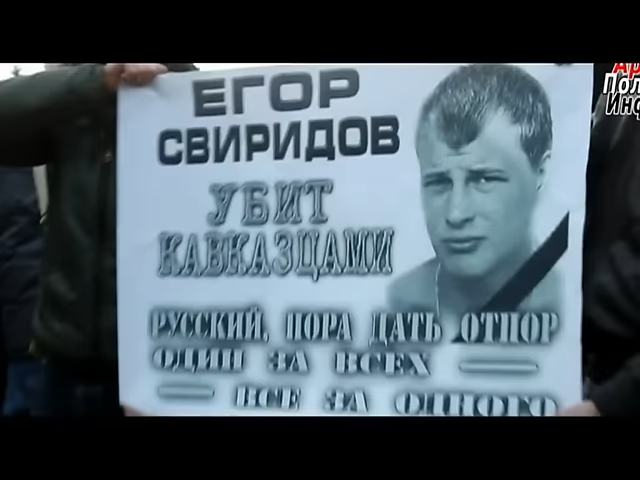 ЕГОР
СВИРИДОВ
УБИТ
КАВКАЗЦАМИ
РУССКИЙ, ПОРА ДАТЬ ОТПОР
ОДИН ЗА ВСЕХ —
— ВСЕ ЗА ОДНОГО